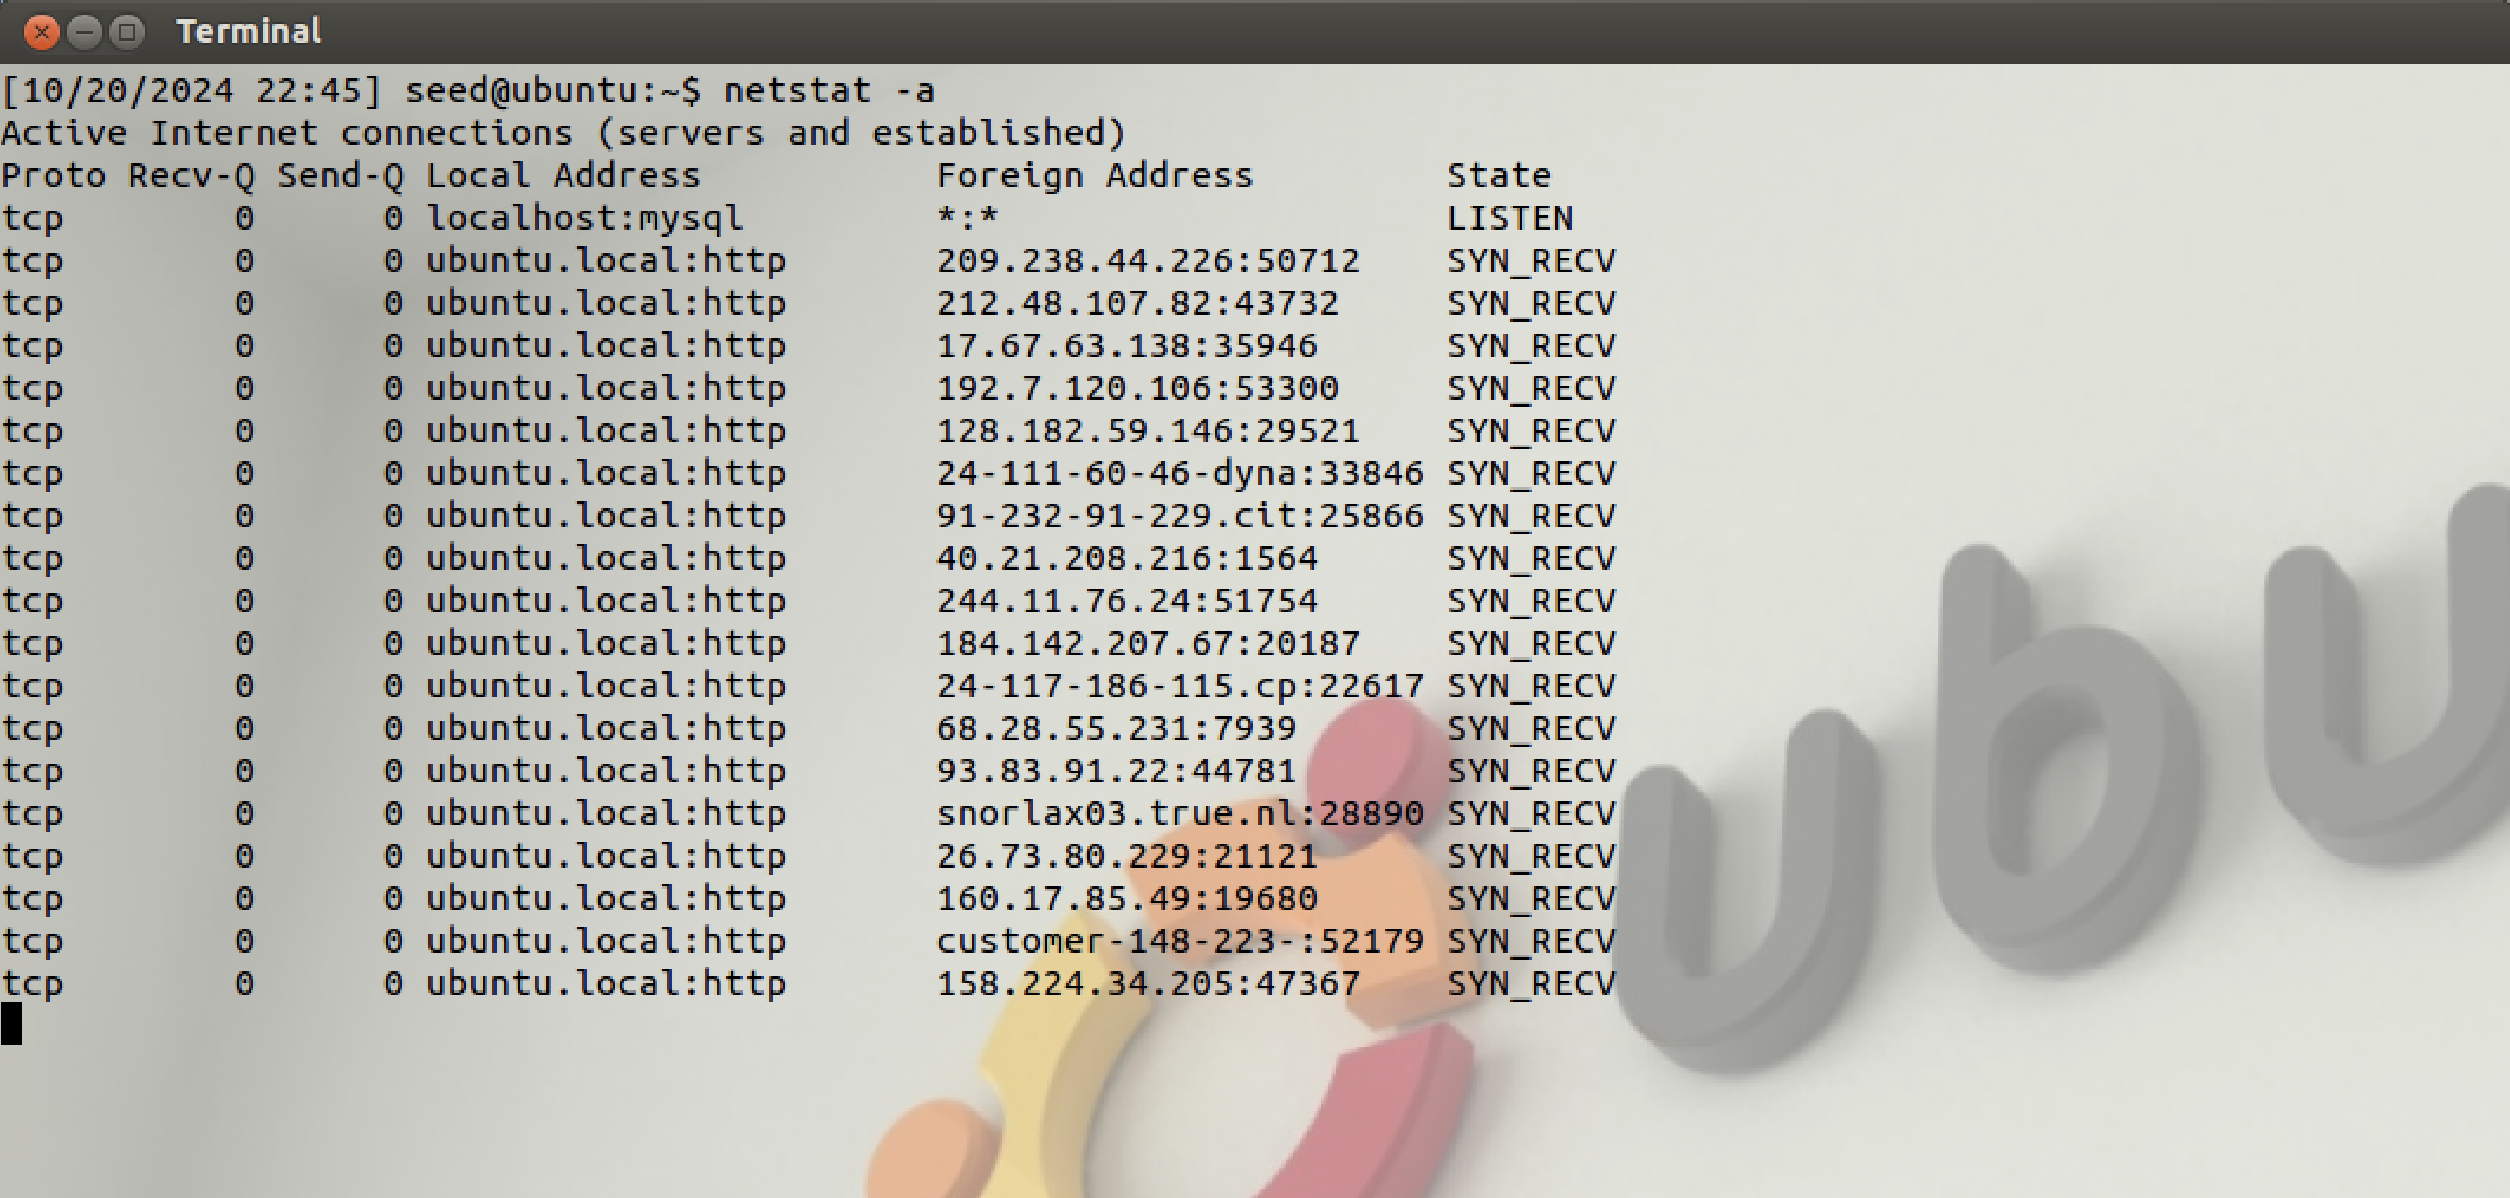 Terminal
[10/20/2024 22:45] seed@ubuntu:~$ netstat -a
Active Internet connections (servers and established)
Proto Recv-Q Send-Q Local Address           Foreign Address         State
tcp        0      0 localhost:mysql         *:*                     LISTEN
tcp        0      0 ubuntu.local:http       209.238.44.226:50712    SYN_RECV
tcp        0      0 ubuntu.local:http       212.48.107.82:43732     SYN_RECV
tcp        0      0 ubuntu.local:http       17.67.63.138:35946      SYN_RECV
tcp        0      0 ubuntu.local:http       192.7.120.106:53300     SYN_RECV
tcp        0      0 ubuntu.local:http       128.182.59.146:29521    SYN_RECV
tcp        0      0 ubuntu.local:http       24-111-60-46-dyna:33846 SYN_RECV
tcp        0      0 ubuntu.local:http       91-232-91-229.cit:25866 SYN_RECV
tcp        0      0 ubuntu.local:http       40.21.208.216:1564      SYN_RECV
tcp        0      0 ubuntu.local:http       244.11.76.24:51754      SYN_RECV
tcp        0      0 ubuntu.local:http       184.142.207.67:20187    SYN_RECV
tcp        0      0 ubuntu.local:http       24-117-186-115.cp:22617 SYN_RECV
tcp        0      0 ubuntu.local:http       68.28.55.231:7939       SYN_RECV
tcp        0      0 ubuntu.local:http       93.83.91.22:44781       SYN_RECV
tcp        0      0 ubuntu.local:http       snorlax03.true.nl:28890 SYN_RECV
tcp        0      0 ubuntu.local:http       26.73.80.229:21121      SYN_RECV
tcp        0      0 ubuntu.local:http       160.17.85.49:19680      SYN_RECV
tcp        0      0 ubuntu.local:http       customer-148-223-:52179 SYN_RECV
tcp        0      0 ubuntu.local:http       158.224.34.205:47367    SYN_RECV
ubu